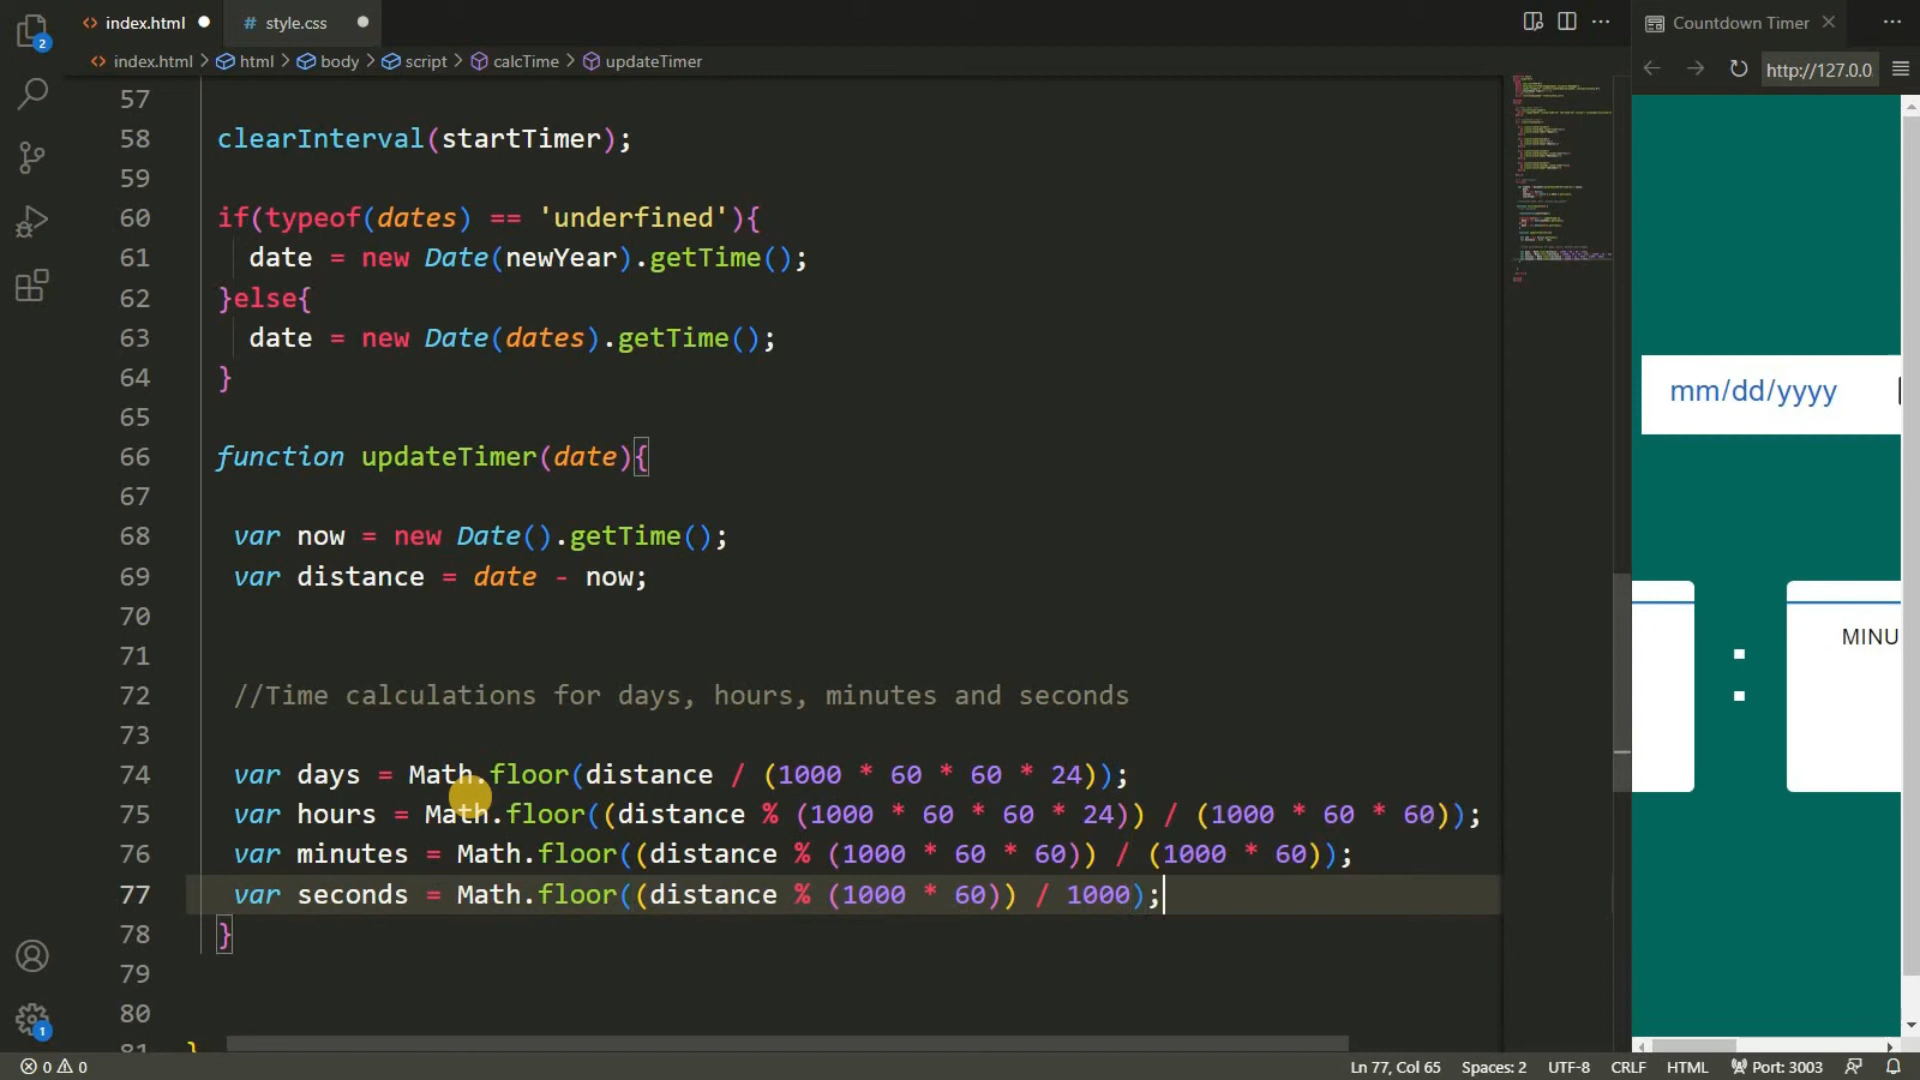 index.html
style.css
Countdown Timer
2
index.html > html > body > script > calcTime > updateTimer
http://127.0.0
57
58 clearInterval(startTimer);
59
60 if(typeof(dates) == 'underfined'){
61 date = new Date(newYear).getTime();
62 }else{
63 date = new Date(dates).getTime();
64 }
65
66 function updateTimer(date){
67
68 var now = new Date().getTime();
69 var distance = date - now;
70
71
72 //Time calculations for days, hours, minutes and seconds
73
74 var days = Math.floor(distance / (1000 * 60 * 60 * 24));
75 var hours = Math.floor((distance % (1000 * 60 * 60 * 24)) / (1000 * 60 * 60));
76 var minutes = Math.floor((distance % (1000 * 60 * 60)) / (1000 * 60));
77 var seconds = Math.floor((distance % (1000 * 60)) / 1000);
78 }
79
80
81 }
mm/dd/yyyy
MINU
1
0 0 Ln 77, Col 65 Spaces: 2 UTF-8 CRLF HTML Port: 3003